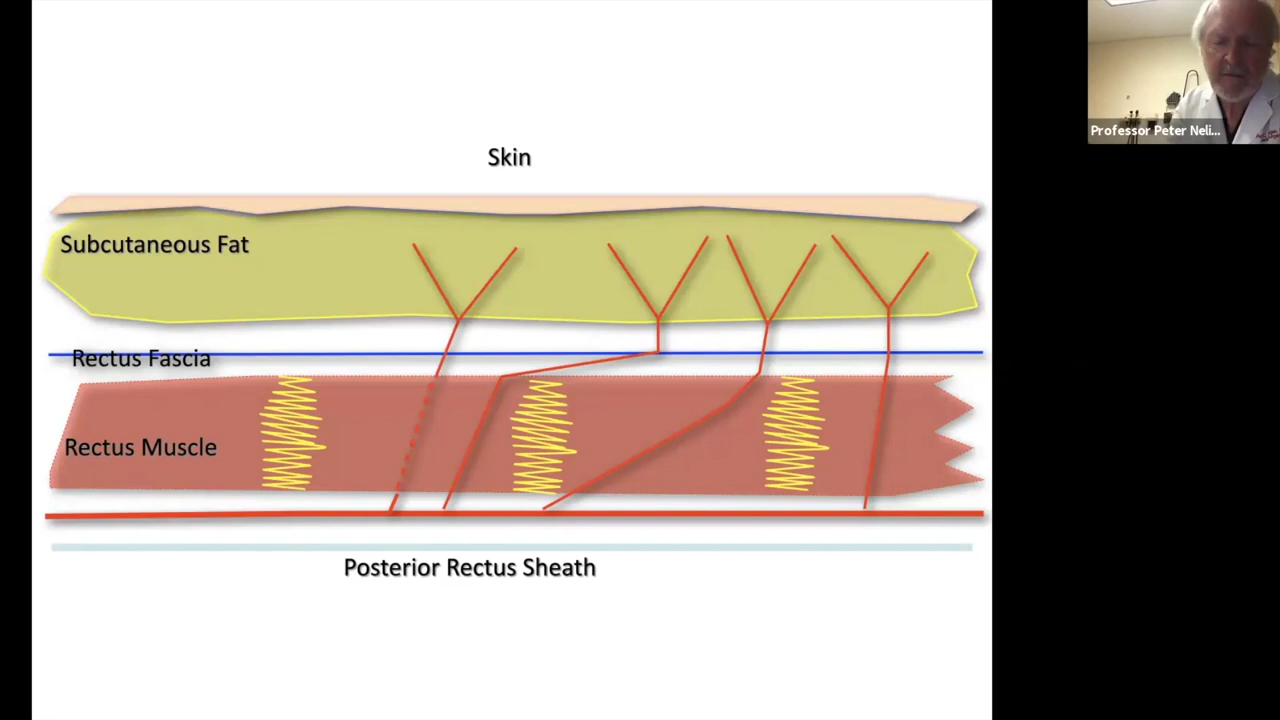 Skin
Professor Peter Neli...
Subcutaneous Fat
Rectus Fascia
Rectus Muscle
Posterior Rectus Sheath